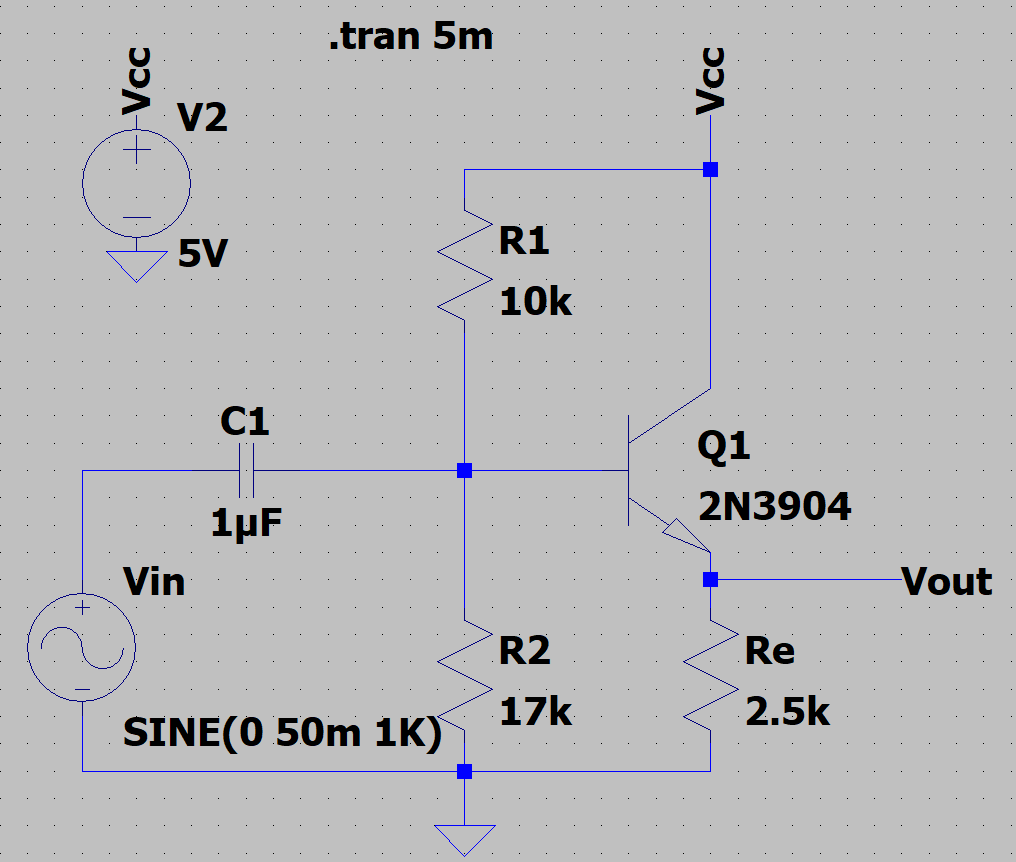 .tran 5m
Vcc
V2
5V
Vcc
R1
10k
C1
1µF
Q1
2N3904
Vin
SINE(0 50m 1K)
Vout
R2
17k
Re
2.5k